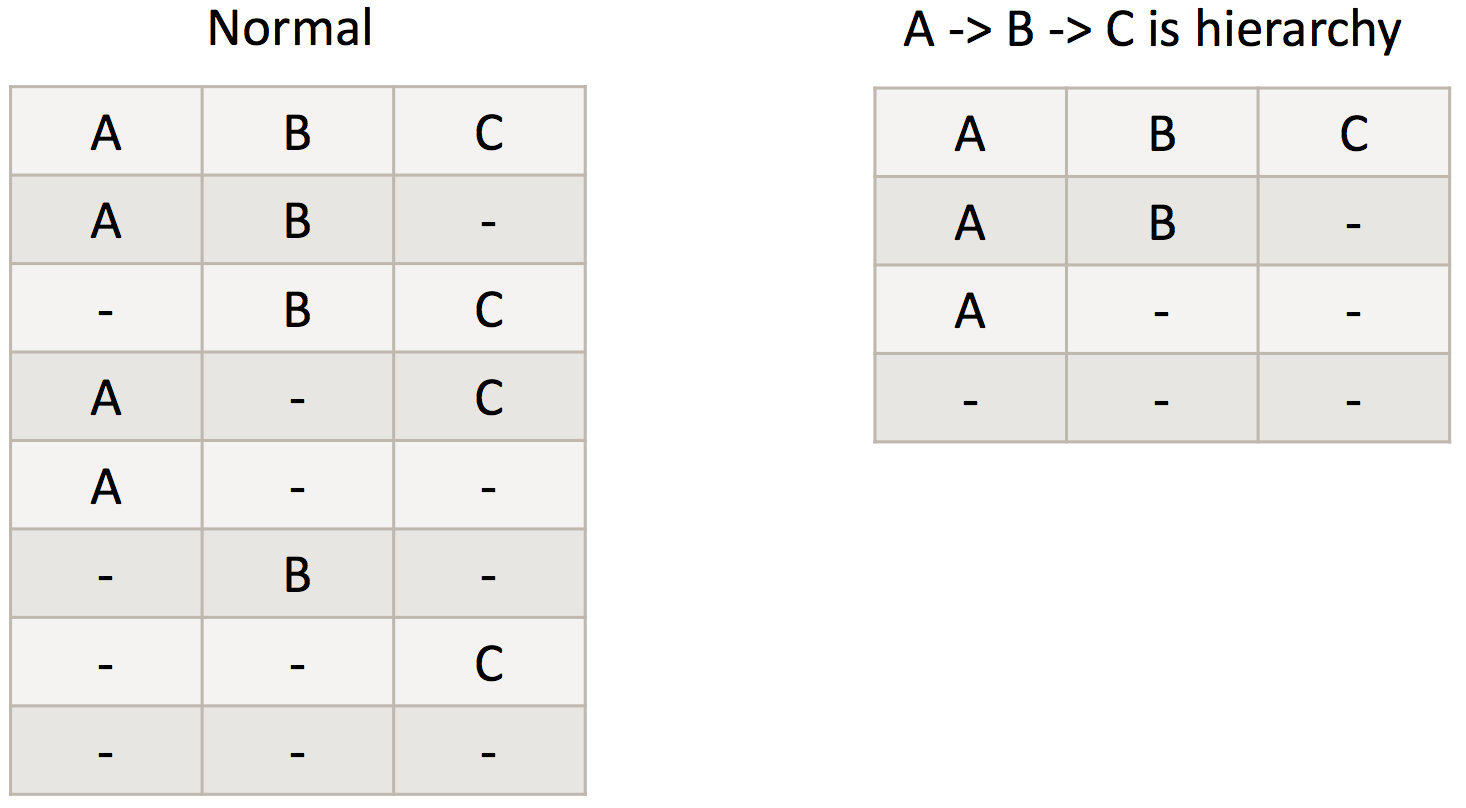 Normal
A B C
A B -
- B C
A - C
A - -
- B -
- - C
- - -
A -> B -> C is hierarchy
A B C
A B -
A - -
- - -